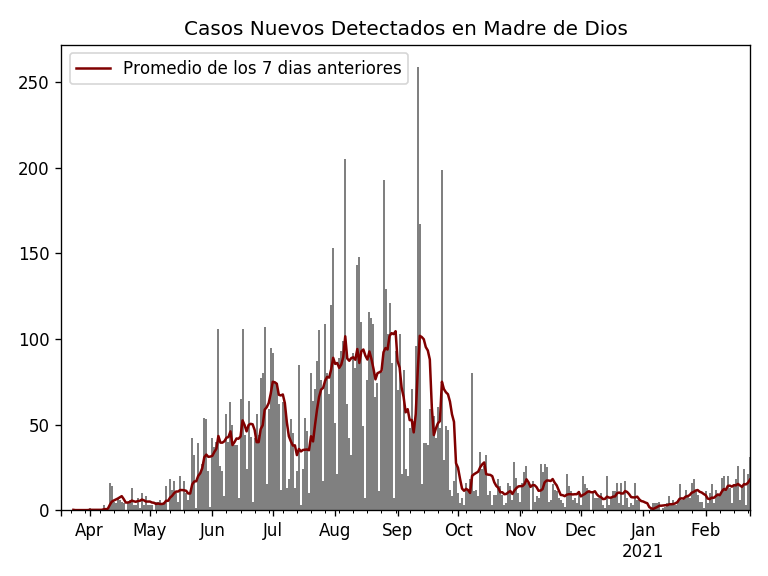 Casos Nuevos Detectados en Madre de Dios
Promedio de los 7 dias anteriores
250
200
150
100
50
0
Apr May Jun Jul Aug Sep Oct Nov Dec Jan Feb
2021